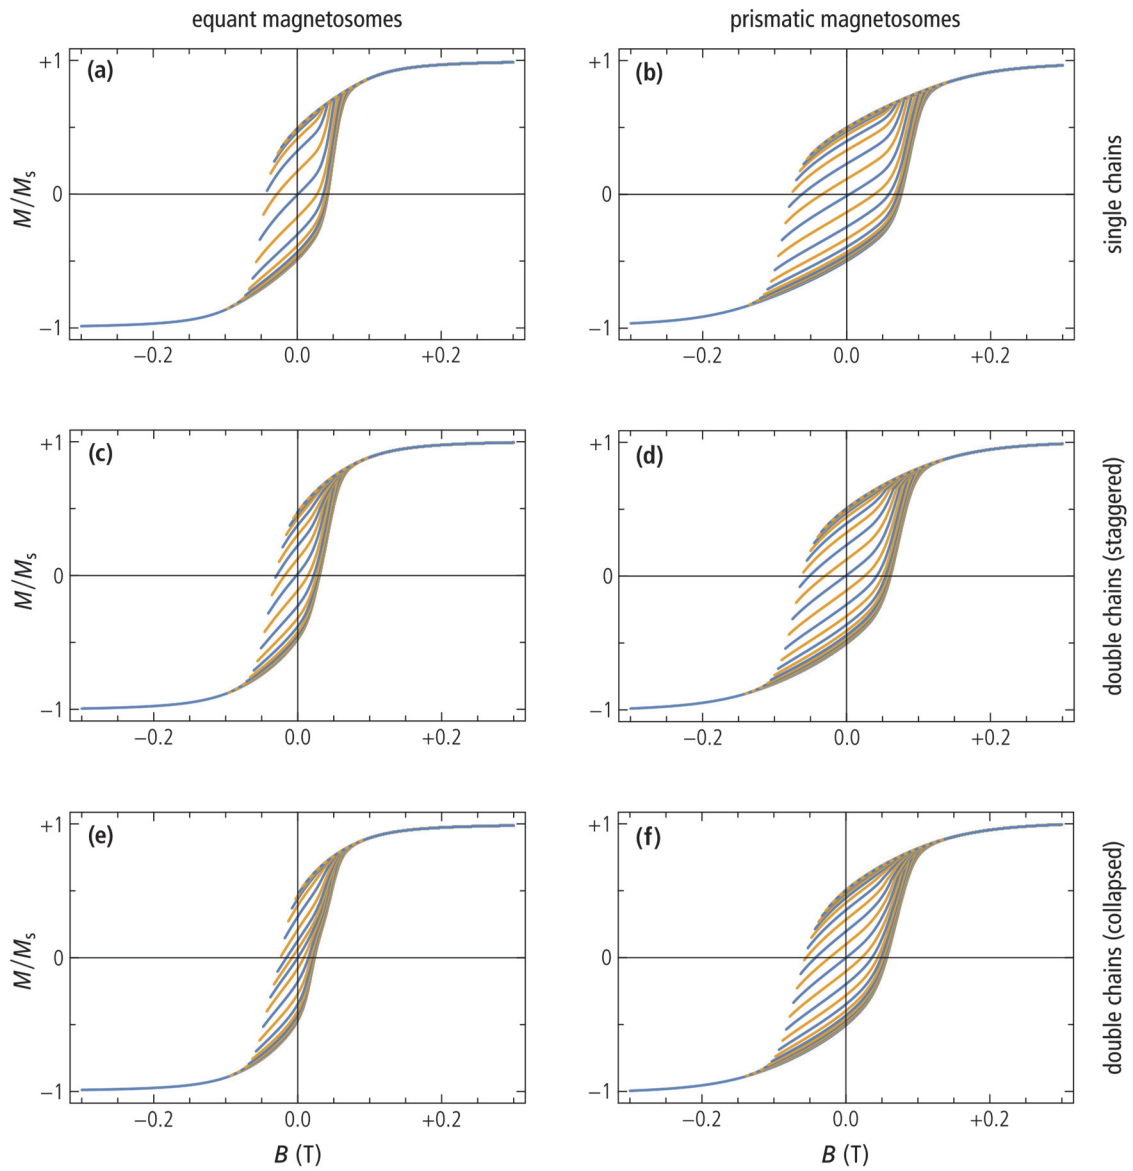 equant magnetosomes
prismatic magnetosomes
(a)
+1
0
−1
M/Ms
−0.2 0.0 +0.2
(b)
+1
0
−1
−0.2 0.0 +0.2
single chains
(c)
+1
0
−1
M/Ms
−0.2 0.0 +0.2
(d)
+1
0
−1
−0.2 0.0 +0.2
double chains (staggered)
(e)
+1
0
−1
M/Ms
−0.2 0.0 +0.2
B (T)
(f)
+1
0
−1
−0.2 0.0 +0.2
B (T)
double chains (collapsed)